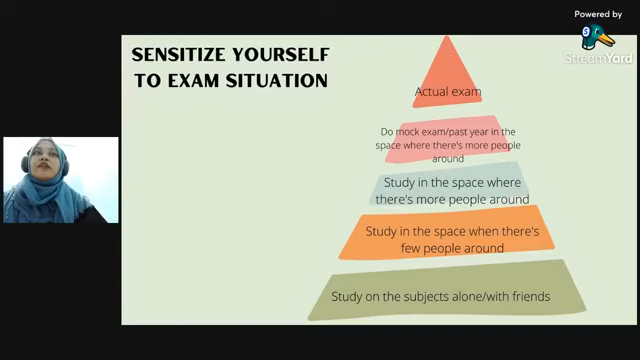 Powered by
S
StreamYard
SENSITIZE YOURSELF
TO EXAM SITUATION
Actual exam
Do mock exam/past year in the
space where there's more people
around
Study in the space where
there's more people around
Study in the space when there's
few people around
Study on the subjects alone/with friends